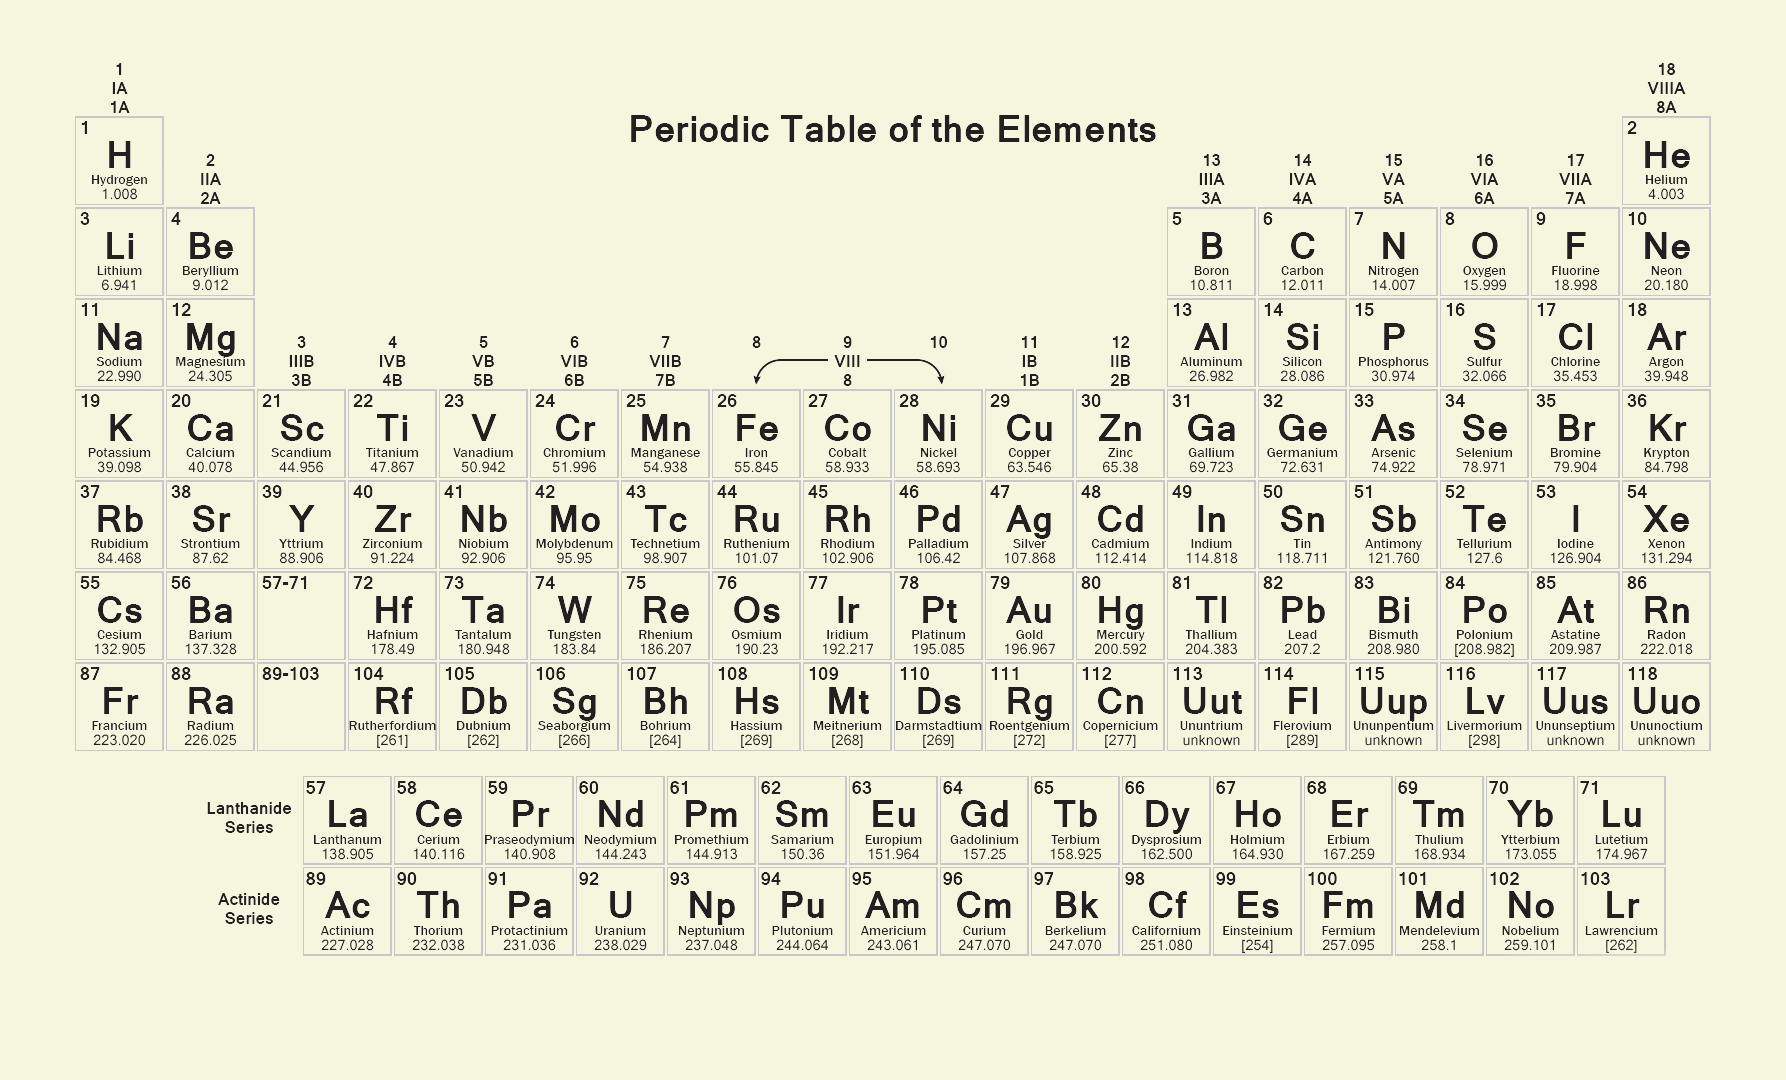 1
IA
1A
18
VIIIA
8A
Periodic Table of the Elements
1
H
Hydrogen
1.008
2
IIA
2A
13
IIIA
3A
14
IVA
4A
15
VA
5A
16
VIA
6A
17
VIIA
7A
2
He
Helium
4.003
3
Li
Lithium
6.941
4
Be
Beryllium
9.012
5
B
Boron
10.811
6
C
Carbon
12.011
7
N
Nitrogen
14.007
8
O
Oxygen
15.999
9
F
Fluorine
18.998
10
Ne
Neon
20.180
11
Na
Sodium
22.990
12
Mg
Magnesium
24.305
3
IIIB
3B
4
IVB
4B
5
VB
5B
6
VIB
6B
7
VIIB
7B
8
9
10
VIII
8
11
IB
1B
12
IIB
2B
13
Al
Aluminum
26.982
14
Si
Silicon
28.086
15
P
Phosphorus
30.974
16
S
Sulfur
32.066
17
Cl
Chlorine
35.453
18
Ar
Argon
39.948
19
K
Potassium
39.098
20
Ca
Calcium
40.078
21
Sc
Scandium
44.956
22
Ti
Titanium
47.867
23
V
Vanadium
50.942
24
Cr
Chromium
51.996
25
Mn
Manganese
54.938
26
Fe
Iron
55.845
27
Co
Cobalt
58.933
28
Ni
Nickel
58.693
29
Cu
Copper
63.546
30
Zn
Zinc
65.38
31
Ga
Gallium
69.723
32
Ge
Germanium
72.631
33
As
Arsenic
74.922
34
Se
Selenium
78.971
35
Br
Bromine
79.904
36
Kr
Krypton
84.798
37
Rb
Rubidium
84.468
38
Sr
Strontium
87.62
39
Y
Yttrium
88.906
40
Zr
Zirconium
91.224
41
Nb
Niobium
92.906
42
Mo
Molybdenum
95.95
43
Tc
Technetium
98.907
44
Ru
Ruthenium
101.07
45
Rh
Rhodium
102.906
46
Pd
Palladium
106.42
47
Ag
Silver
107.868
48
Cd
Cadmium
112.414
49
In
Indium
114.818
50
Sn
Tin
118.711
51
Sb
Antimony
121.760
52
Te
Tellurium
127.6
53
I
Iodine
126.904
54
Xe
Xenon
131.294
55
Cs
Cesium
132.905
56
Ba
Barium
137.328
57-71
72
Hf
Hafnium
178.49
73
Ta
Tantalum
180.948
74
W
Tungsten
183.84
75
Re
Rhenium
186.207
76
Os
Osmium
190.23
77
Ir
Iridium
192.217
78
Pt
Platinum
195.085
79
Au
Gold
196.967
80
Hg
Mercury
200.592
81
Tl
Thallium
204.383
82
Pb
Lead
207.2
83
Bi
Bismuth
208.980
84
Po
Polonium
[208.982]
85
At
Astatine
209.987
86
Rn
Radon
222.018
87
Fr
Francium
223.020
88
Ra
Radium
226.025
89-103
104
Rf
Rutherfordium
[261]
105
Db
Dubnium
[262]
106
Sg
Seaborgium
[266]
107
Bh
Bohrium
[264]
108
Hs
Hassium
[269]
109
Mt
Meitnerium
[268]
110
Ds
Darmstadtium
[269]
111
Rg
Roentgenium
[272]
112
Cn
Copernicium
[277]
113
Uut
Ununtrium
unknown
114
Fl
Flerovium
[289]
115
Uup
Ununpentium
unknown
116
Lv
Livermorium
[298]
117
Uus
Ununseptium
unknown
118
Uuo
Ununoctium
unknown
Lanthanide
Series
57
La
Lanthanum
138.905
58
Ce
Cerium
140.116
59
Pr
Praseodymium
140.908
60
Nd
Neodymium
144.243
61
Pm
Promethium
144.913
62
Sm
Samarium
150.36
63
Eu
Europium
151.964
64
Gd
Gadolinium
157.25
65
Tb
Terbium
158.925
66
Dy
Dysprosium
162.500
67
Ho
Holmium
164.930
68
Er
Erbium
167.259
69
Tm
Thulium
168.934
70
Yb
Ytterbium
173.055
71
Lu
Lutetium
174.967
Actinide
Series
89
Ac
Actinium
227.028
90
Th
Thorium
232.038
91
Pa
Protactinium
231.036
92
U
Uranium
238.029
93
Np
Neptunium
237.048
94
Pu
Plutonium
244.064
95
Am
Americium
243.061
96
Cm
Curium
247.070
97
Bk
Berkelium
247.070
98
Cf
Californium
251.080
99
Es
Einsteinium
[254]
100
Fm
Fermium
257.095
101
Md
Mendelevium
258.1
102
No
Nobelium
259.101
103
Lr
Lawrencium
[262]